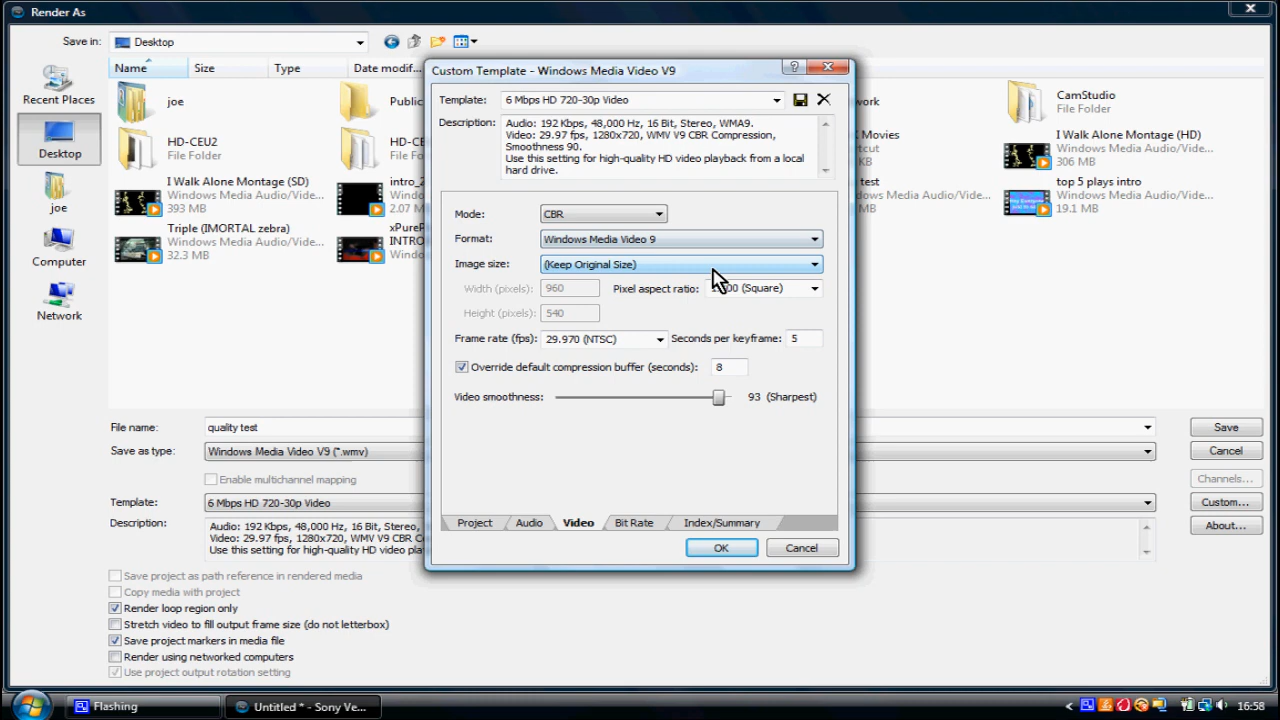 Render As
Save in:
Desktop
Name
Size
Type
Date modif...
Recent Places
Desktop
joe
Computer
Network
joe
Public
HD-CEU2
File Folder
HD-CE
File
I Walk Alone Montage (SD)
Windows Media Audio/Vide...
393 MB
intro_2
Windo
2.07 M
Triple (IMORTAL zebra)
Windows Media Audio/Vide...
32.3 MB
xPureP
INTRO
Windo
work
CamStudio
File Folder
Movies
rtcut
KB
I Walk Alone Montage (HD)
Windows Media Audio/Vide...
306 MB
test
dows Media Audio/Vide...
MB
top 5 plays intro
Windows Media Audio/Vide...
19.1 MB
Custom Template - Windows Media Video V9
Template:
6 Mbps HD 720-30p Video
Description:
Audio: 192 Kbps, 48,000 Hz, 16 Bit, Stereo, WMA9.
Video: 29.97 fps, 1280x720, WMV V9 CBR Compression,
Smoothness 90.
Use this setting for high-quality HD video playback from a local
hard drive.
Mode:
CBR
Format:
Windows Media Video 9
Image size:
(Keep Original Size)
Width (pixels):
960
Pixel aspect ratio:
00 (Square)
Height (pixels):
540
Frame rate (fps):
29.970 (NTSC)
Seconds per keyframe:
5
Override default compression buffer (seconds):
8
Video smoothness:
93 (Sharpest)
Project
Audio
Video
Bit Rate
Index/Summary
OK
Cancel
File name:
quality test
Save
Save as type:
Windows Media Video V9 (*.wmv)
Cancel
Enable multichannel mapping
Channels...
Template:
6 Mbps HD 720-30p Video
Custom...
Description:
Audio: 192 Kbps, 48,000 Hz, 16 Bit, Stereo,
Video: 29.97 fps, 1280x720, WMV V9 CBR C
Use this setting for high-quality HD video pla
About...
Save project as path reference in rendered media
Copy media with project
Render loop region only
Stretch video to fill output frame size (do not letterbox)
Save project markers in media file
Render using networked computers
Use project output rotation setting
Flashing
Untitled * - Sony Ve...
16:58